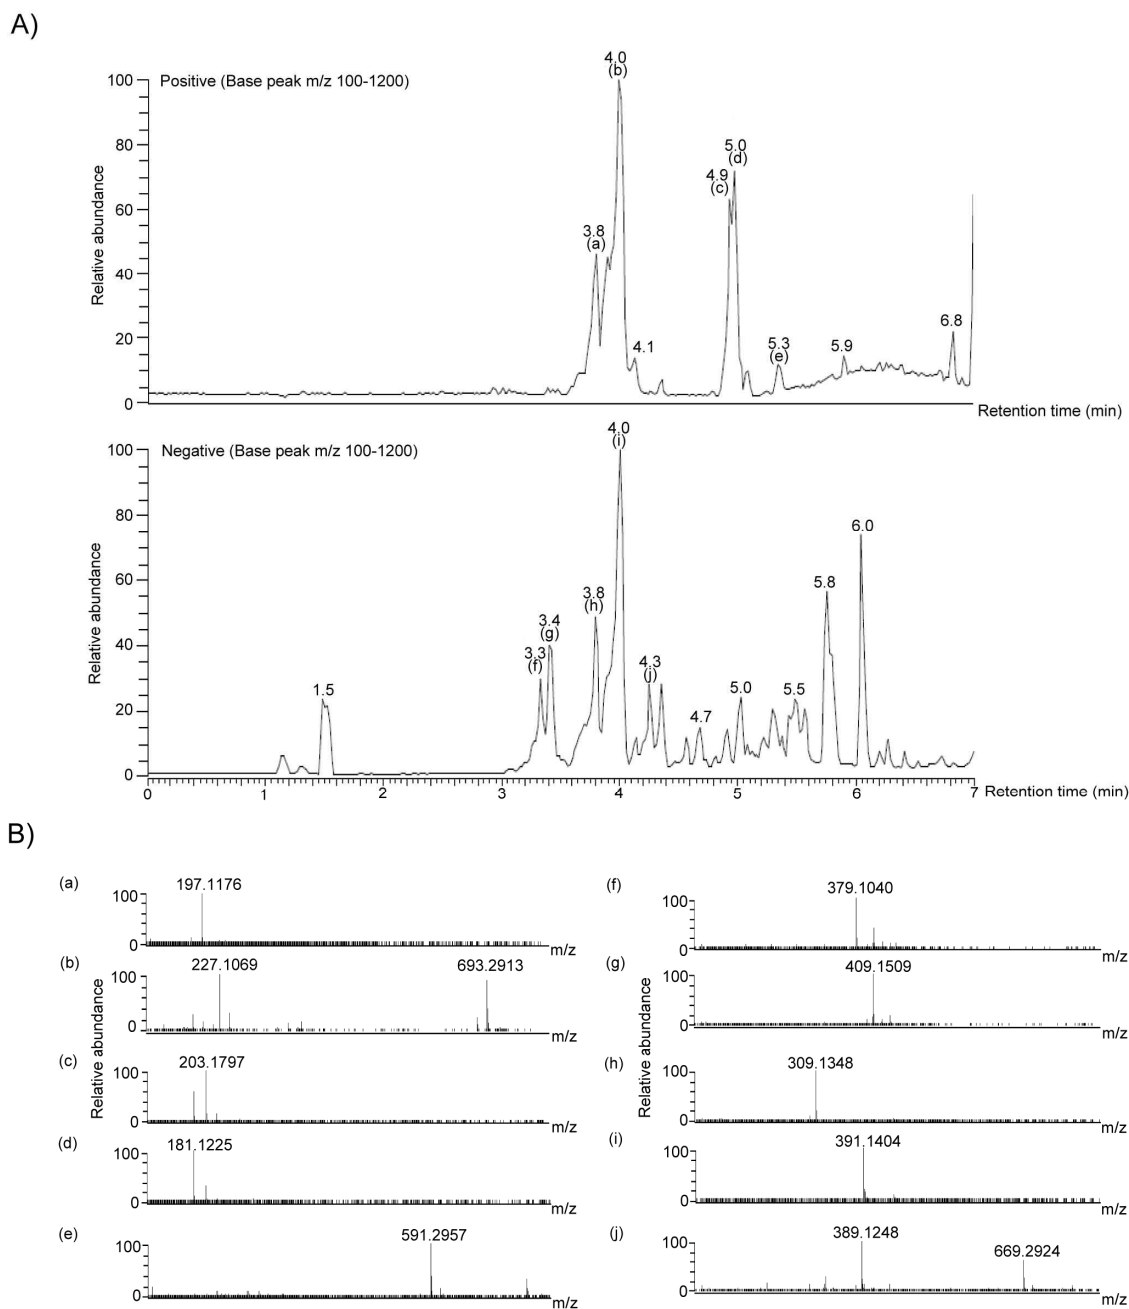 A)
Positive (Base peak m/z 100-1200)
Relative abundance
100
80
60
40
20
0
3.8
(a)
4.0
(b)
4.1
4.9
(c)
5.0
(d)
5.3
(e)
5.9
6.8
Retention time (min)
Negative (Base peak m/z 100-1200)
Relative abundance
100
80
60
40
20
0
1.5
3.3
(f)
3.4
(g)
3.8
(h)
4.0
(i)
4.3
(j)
4.7
5.0
5.5
5.8
6.0
0 1 2 3 4 5 6 7 Retention time (min)
B)
Relative abundance
(a)
197.1176
100
0
m/z
(b)
227.1069 693.2913
100
0
m/z
(c)
203.1797
100
0
m/z
(d)
181.1225
100
0
m/z
(e)
591.2957
100
0
m/z
Relative abundance
(f)
379.1040
100
0
m/z
(g)
409.1509
100
0
m/z
(h)
309.1348
100
0
m/z
(i)
391.1404
100
0
m/z
(j)
389.1248 669.2924
100
0
m/z